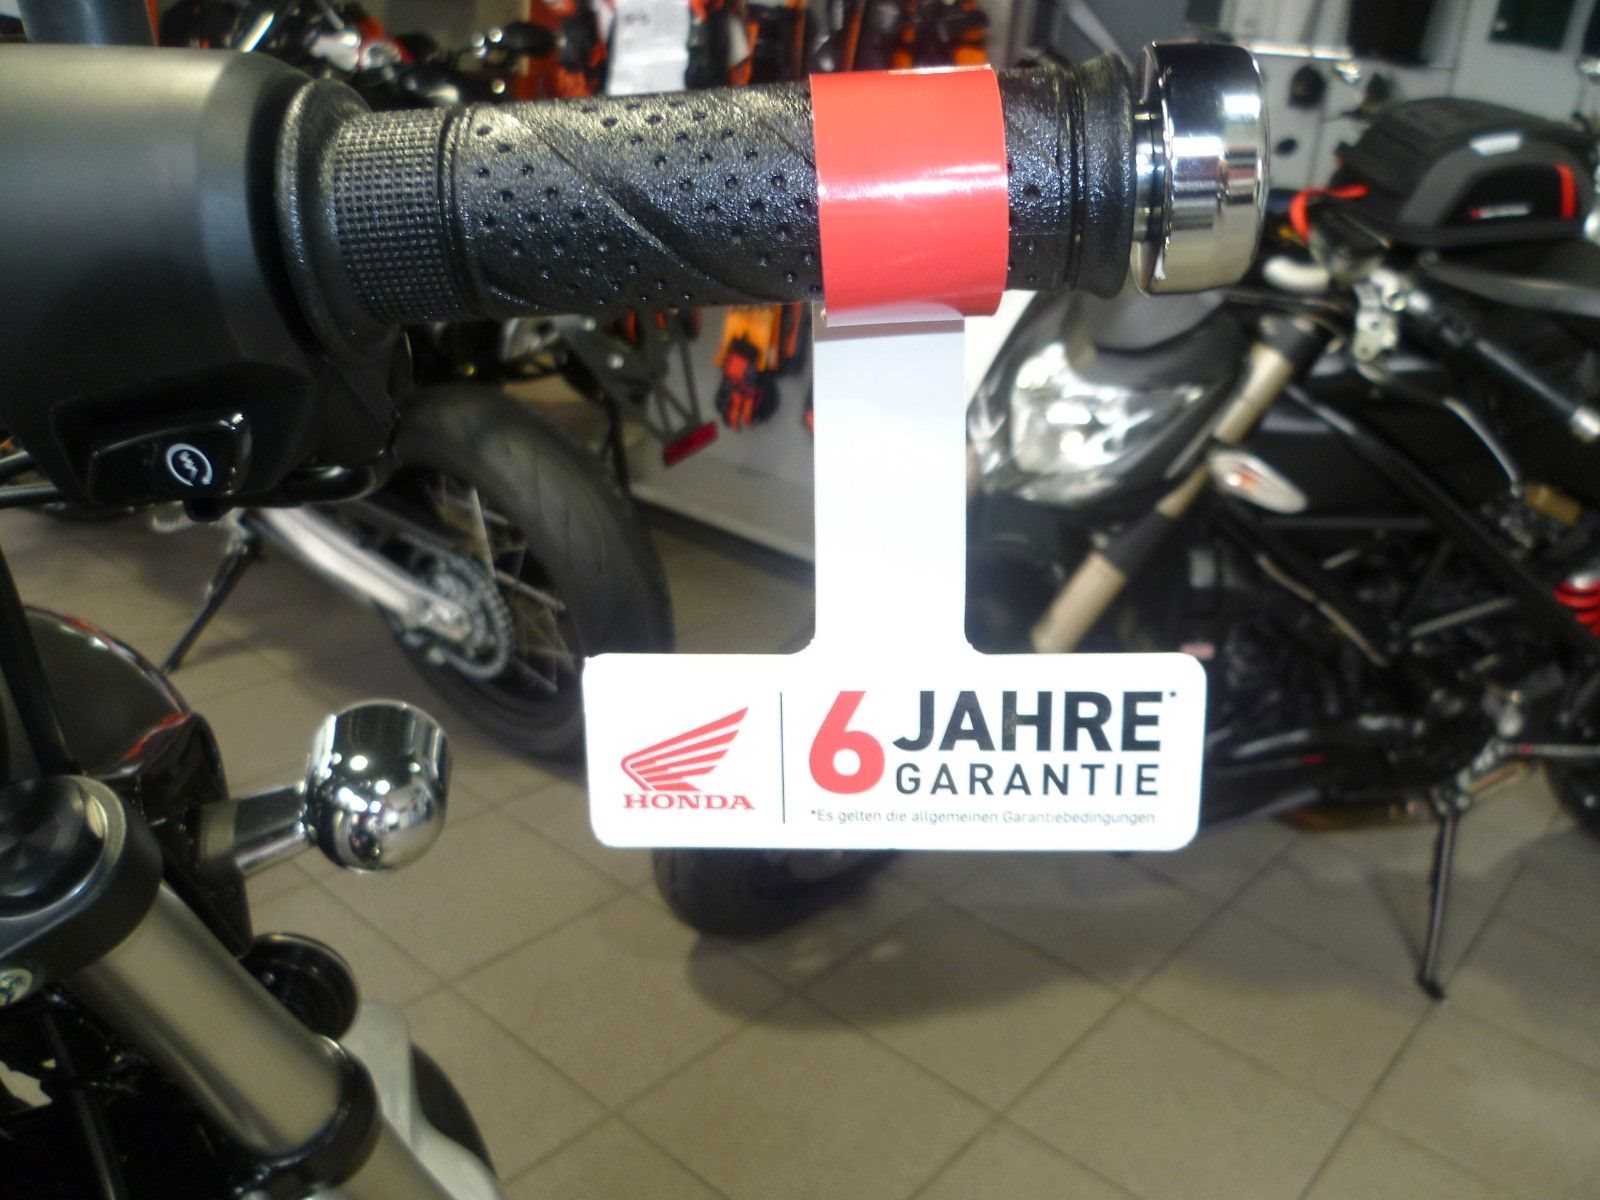 6 JAHRE*
GARANTIE
HONDA
*Es gelten die allgemeinen Garantiebedingungen